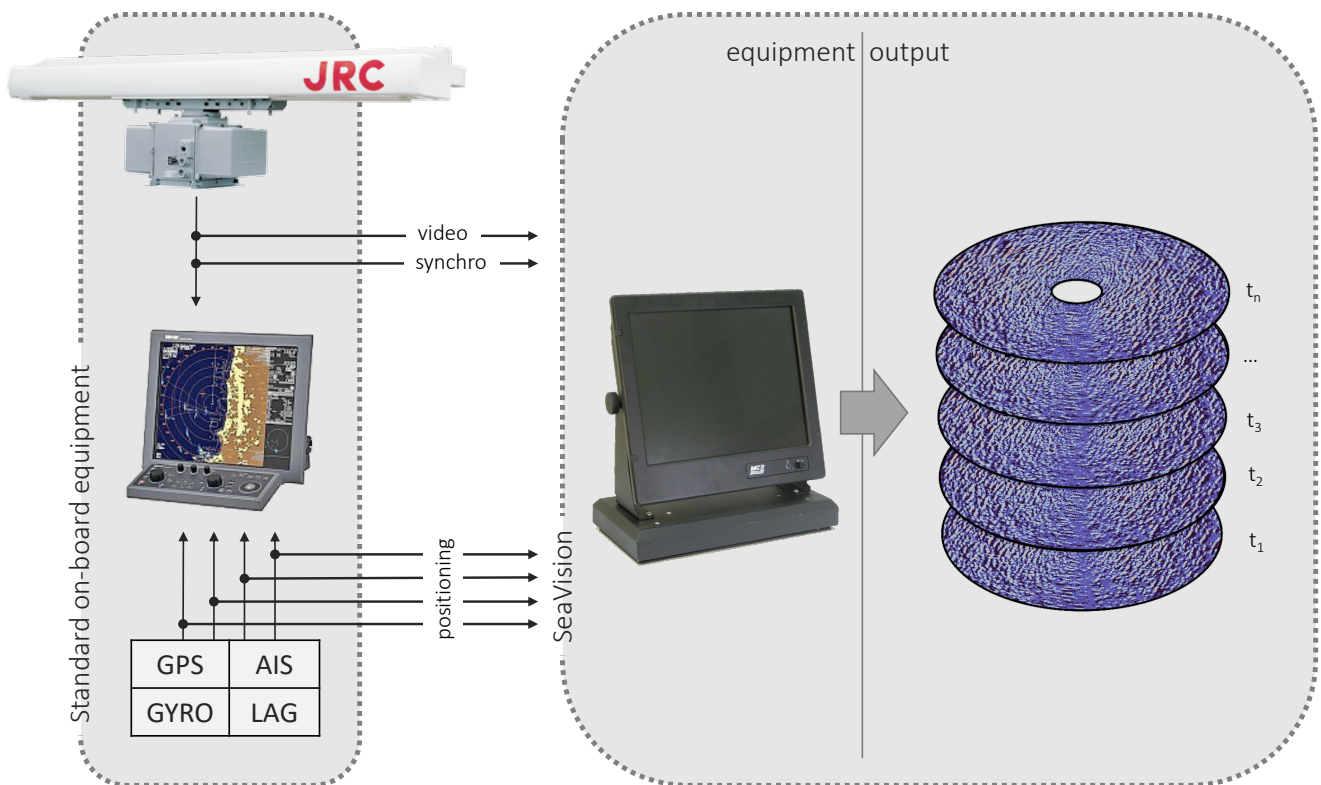 equipment
output
JRC
video
synchro
Standard on-board equipment
positioning
SeaVision
GPS
AIS
GYRO
LAG
tₙ
...
t₃
t₂
t₁